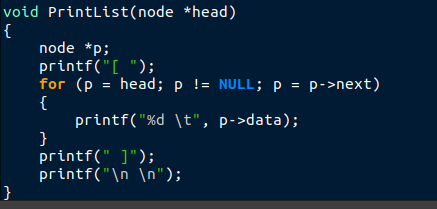 void PrintList(node *head)
{
    node *p;
    printf("[ ");
    for (p = head; p != NULL; p = p->next)
    {
        printf("%d \t", p->data);
    }
    printf(" ]");
    printf("\n \n");
}